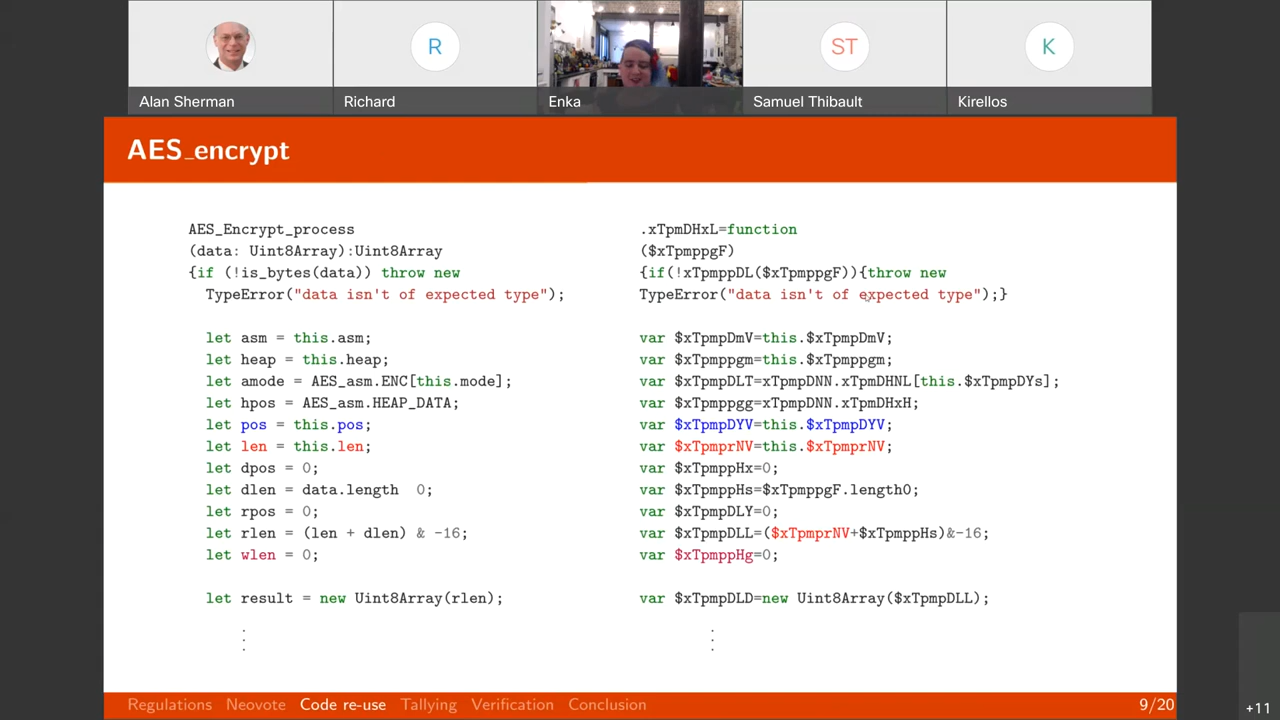 R
ST
K
Alan Sherman
Richard
Enka
Samuel Thibault
Kirellos
AES_encrypt
AES_Encrypt_process
(data: Uint8Array):Uint8Array
{if (!is_bytes(data)) throw new
TypeError("data isn't of expected type");
let asm = this.asm;
let heap = this.heap;
let amode = AES_asm.ENC[this.mode];
let hpos = AES_asm.HEAP_DATA;
let pos = this.pos;
let len = this.len;
let dpos = 0;
let dlen = data.length  0;
let rpos = 0;
let rlen = (len + dlen) & -16;
let wlen = 0;
let result = new Uint8Array(rlen);
⋮
.xTpmDHxL=function
($xTpmppgF)
{if(!xTpmppDL($xTpmppgF)){throw new
TypeError("data isn't of expected type");}
var $xTpmpDmV=this.$xTpmpDmV;
var $xTpmppgm=this.$xTpmppgm;
var $xTpmpDLT=xTpmpDNN.xTpmDHNL[this.$xTpmpDYs];
var $xTpmppgg=xTpmpDNN.xTpmDHxH;
var $xTpmpDYV=this.$xTpmpDYV;
var $xTpmprNV=this.$xTpmprNV;
var $xTpmppHx=0;
var $xTpmppHs=$xTpmppgF.length0;
var $xTpmpDLY=0;
var $xTpmpDLL=($xTpmprNV+$xTpmppHs)&-16;
var $xTpmppHg=0;
var $xTpmpDLD=new Uint8Array($xTpmpDLL);
⋮
Regulations Neovote Code re-use Tallying Verification Conclusion 9/20
+11